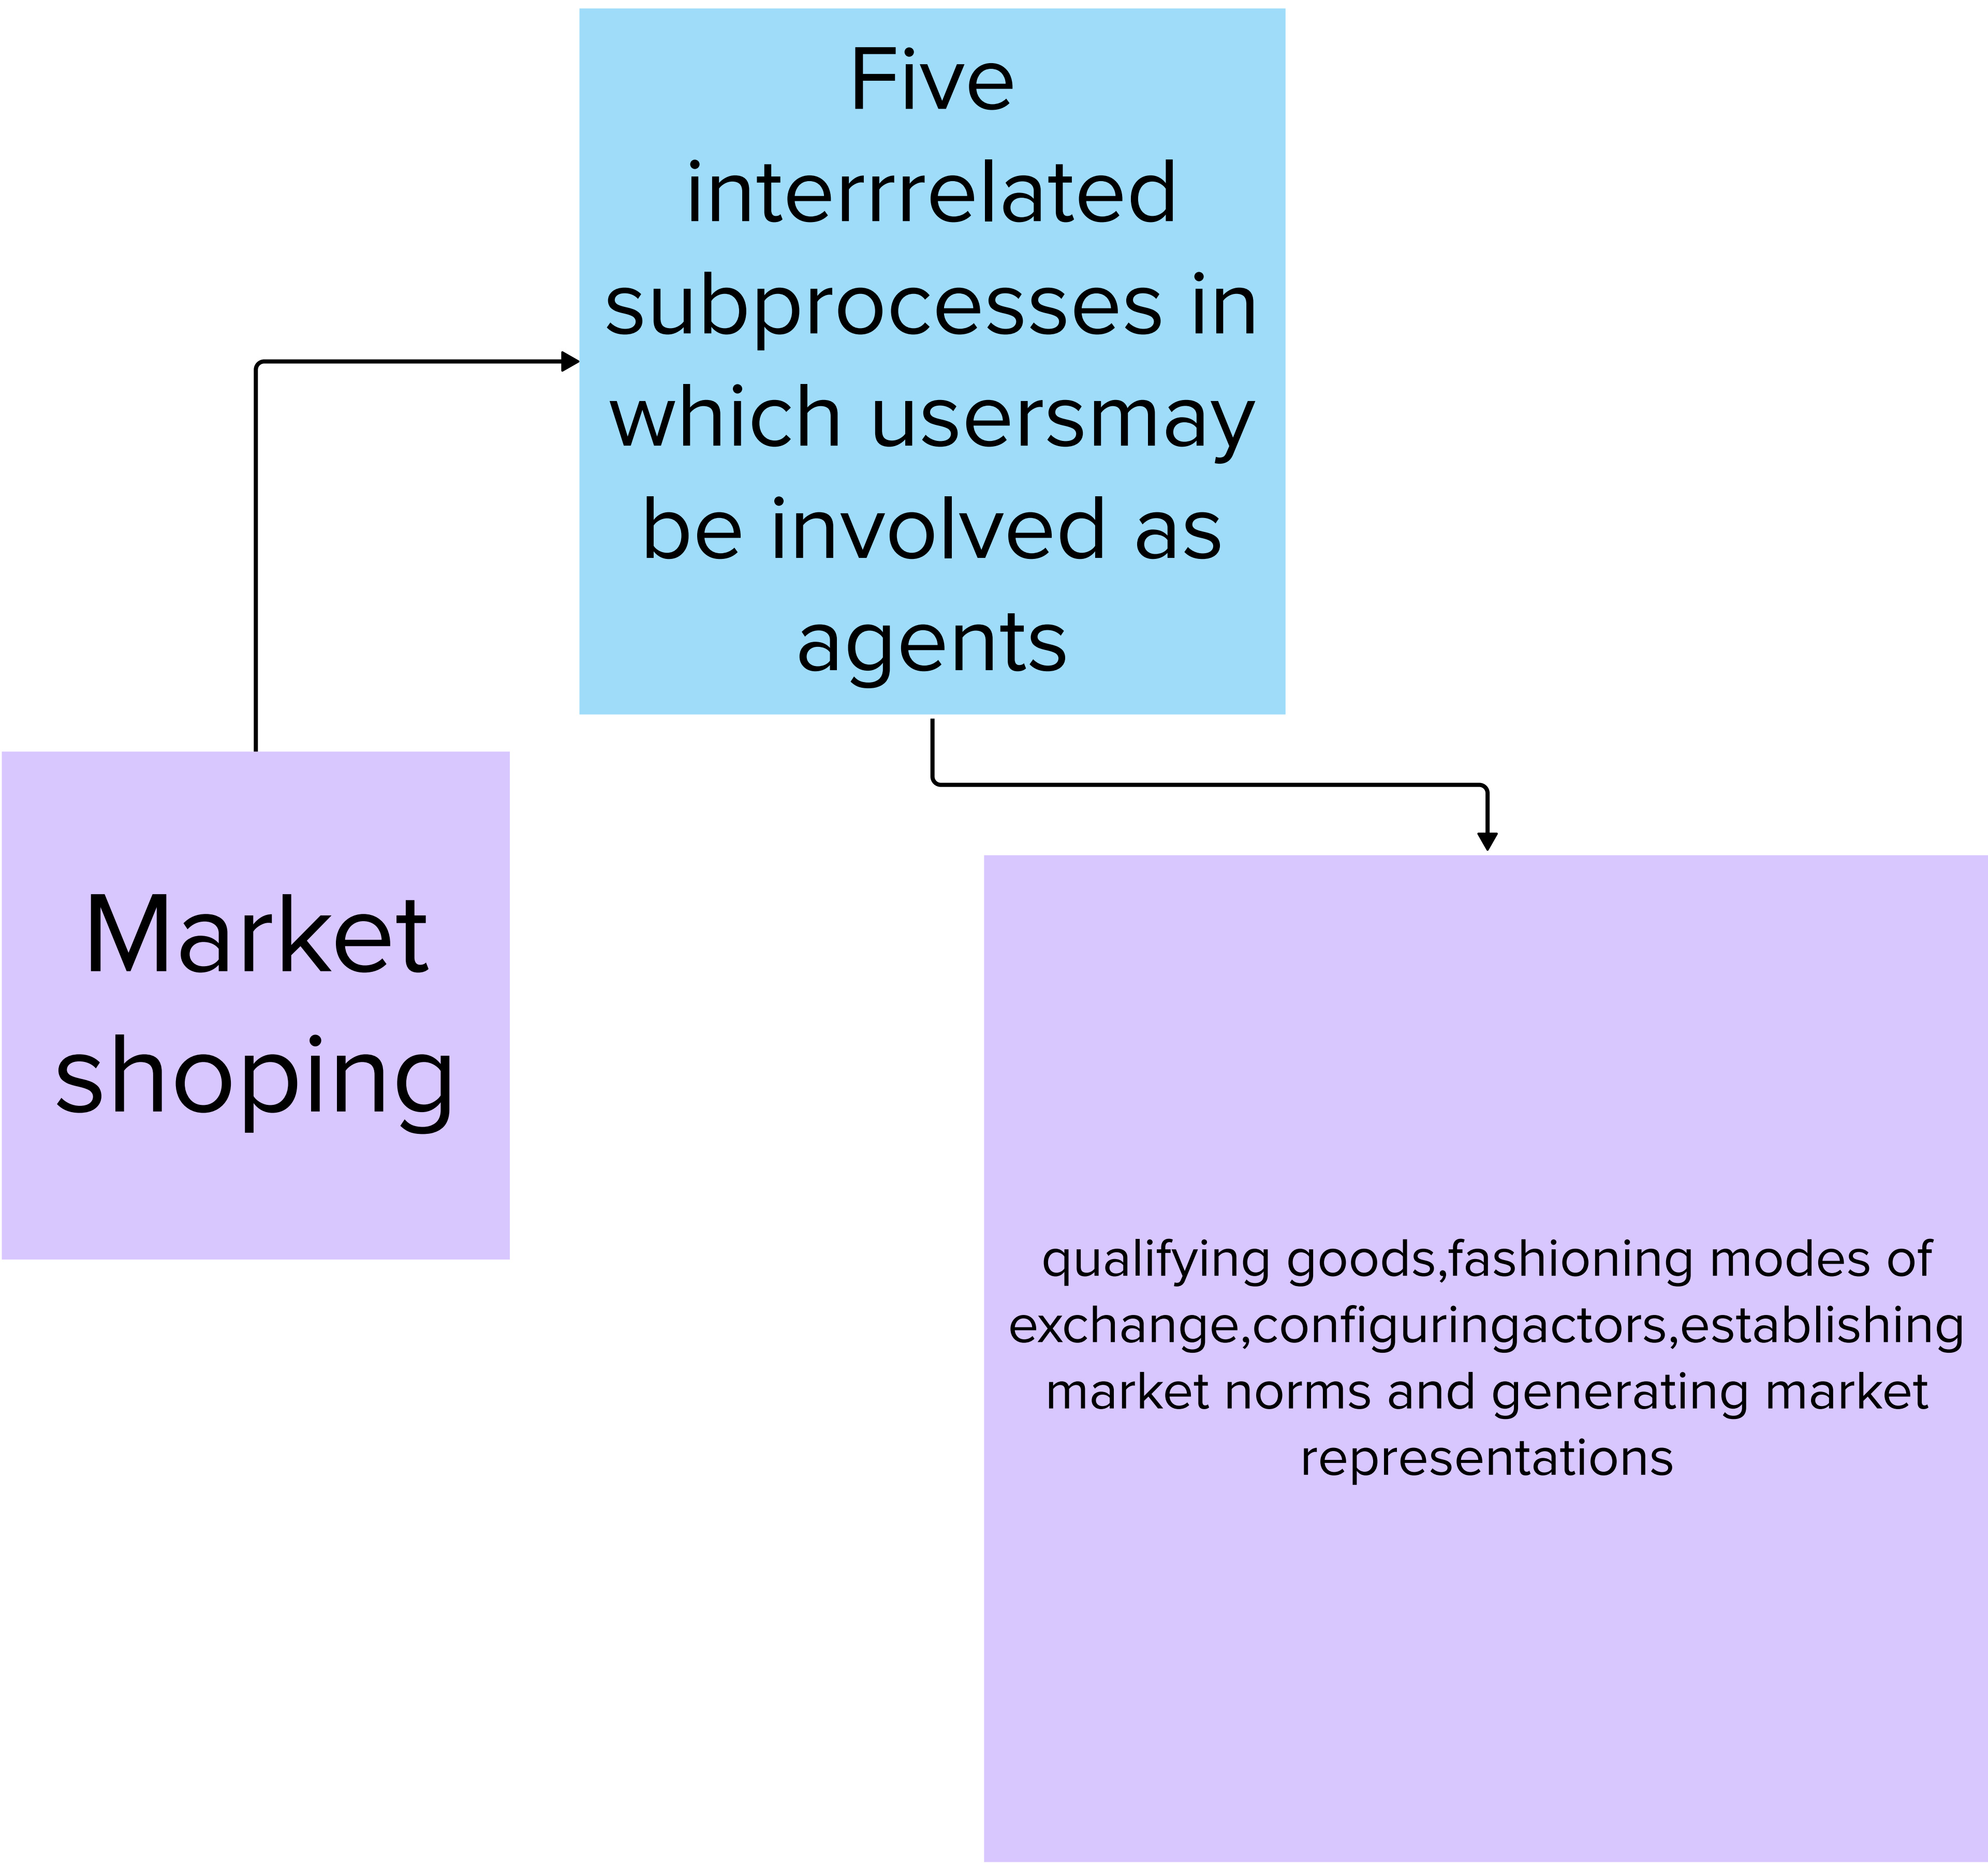 Five
interrrelated
subprocesses in
which usersmay
be involved as
agents
Market
shoping
qualifying goods,fashioning modes of
exchange,configuringactors,establishing
market norms and generating market
representations